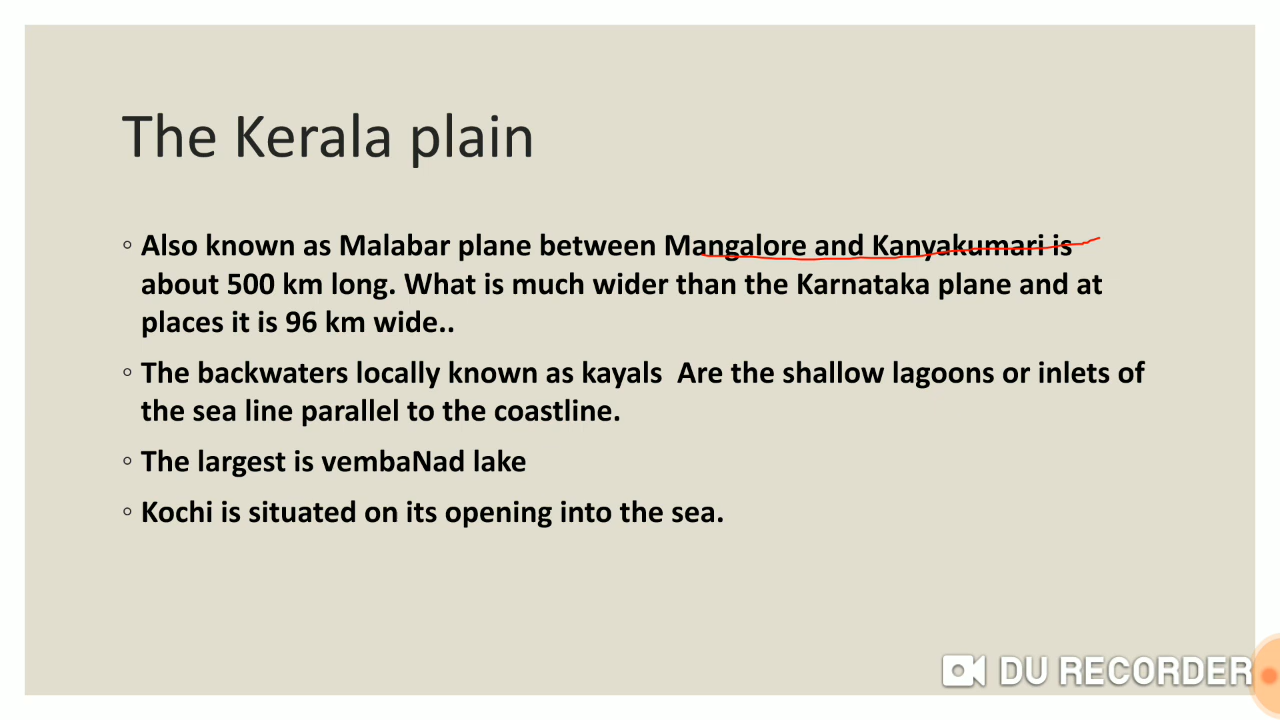 The Kerala plain
◦ Also known as Malabar plane between Mangalore and Kanyakumari is
about 500 km long. What is much wider than the Karnataka plane and at
places it is 96 km wide..
◦ The backwaters locally known as kayals  Are the shallow lagoons or inlets of
the sea line parallel to the coastline.
◦ The largest is vembaNad lake
◦ Kochi is situated on its opening into the sea.
DU RECORDER